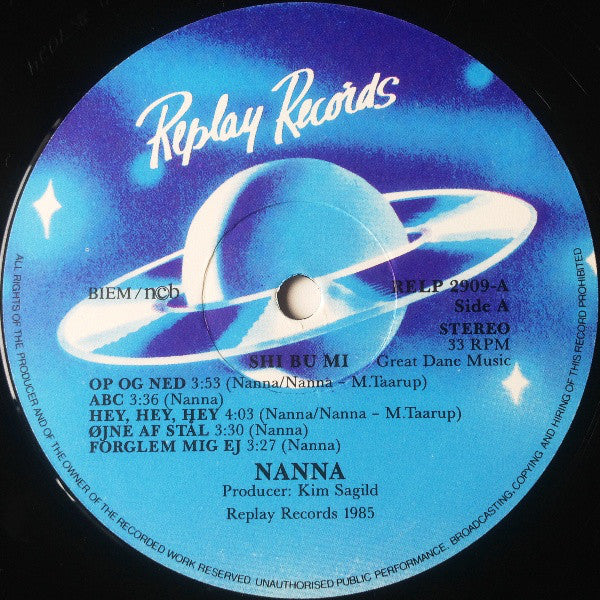 Replay Records
BIEM/ncb
RELP 2909-A
Side A
STEREO
33 RPM
SHI BU MI Great Dane Music
OP OG NED 3:53 (Nanna/Nanna – M.Taarup)
ABC 3:36 (Nanna)
HEY, HEY, HEY 4:03 (Nanna/Nanna – M.Taarup)
ØJNE AF STÅL 3:30 (Nanna)
FORGLEM MIG EJ 3:27 (Nanna)
NANNA
Producer: Kim Sagild
Replay Records 1985
ALL RIGHTS OF THE PRODUCER AND OF THE OWNER OF THE RECORDED WORK RESERVED. UNAUTHORISED PUBLIC PERFORMANCE, BROADCASTING, COPYING AND HIRING OF THIS RECORD PROHIBITED